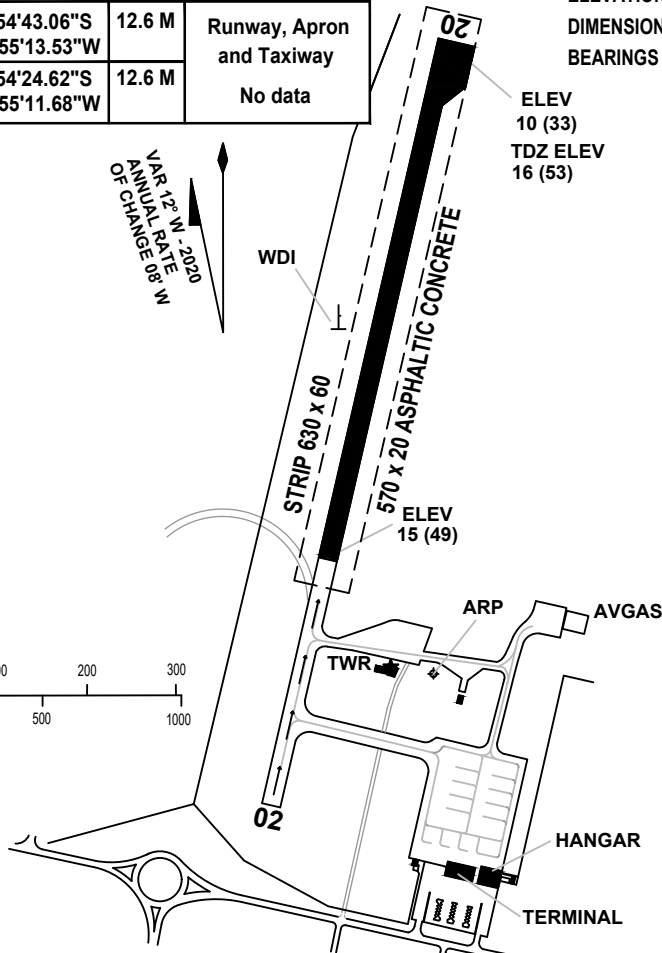 54'43.06"S
55'13.53"W
12.6 M
54'24.62"S
55'11.68"W
12.6 M
Runway, Apron
and Taxiway
No data
DIMENSION
BEARINGS
20
ELEV
10 (33)
TDZ ELEV
16 (53)
VAR 12° W - 2020
ANNUAL RATE
OF CHANGE 08' W
WDI
STRIP 630 x 60
570 x 20 ASPHALTIC CONCRETE
ELEV
15 (49)
ARP
AVGAS
TWR
200
300
500
1000
02
HANGAR
TERMINAL